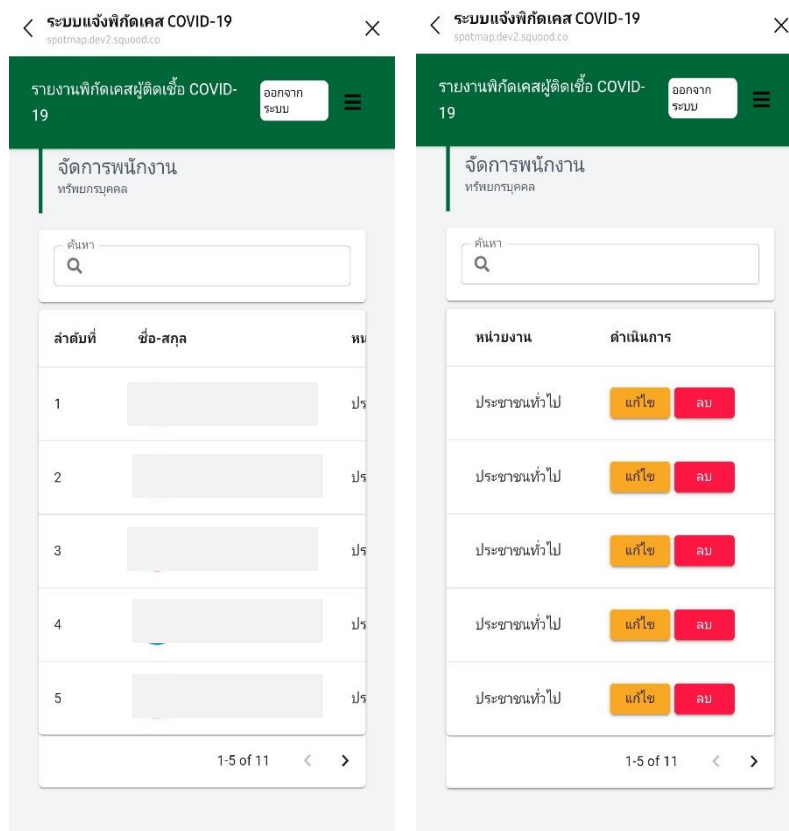 ระบบแจ้งพิกัดเคส COVID-19
spotmap.dev2.squood.co
รายงานพิกัดเคสผู้ติดเชื้อ COVID-
19
ออกจาก
ระบบ
จัดการพนักงาน
ทรัพยกรบุคคล
ค้นหา
ลำดับที่ ชื่อ-สกุล หน
1 ปร
2 ปร
3 ปร
4 ปร
5 ปร
1-5 of 11
ระบบแจ้งพิกัดเคส COVID-19
spotmap.dev2.squood.co
รายงานพิกัดเคสผู้ติดเชื้อ COVID-
19
ออกจาก
ระบบ
จัดการพนักงาน
ทรัพยกรบุคคล
ค้นหา
หน่วยงาน ดำเนินการ
ประชาชนทั่วไป แก้ไข ลบ
ประชาชนทั่วไป แก้ไข ลบ
ประชาชนทั่วไป แก้ไข ลบ
ประชาชนทั่วไป แก้ไข ลบ
ประชาชนทั่วไป แก้ไข ลบ
1-5 of 11